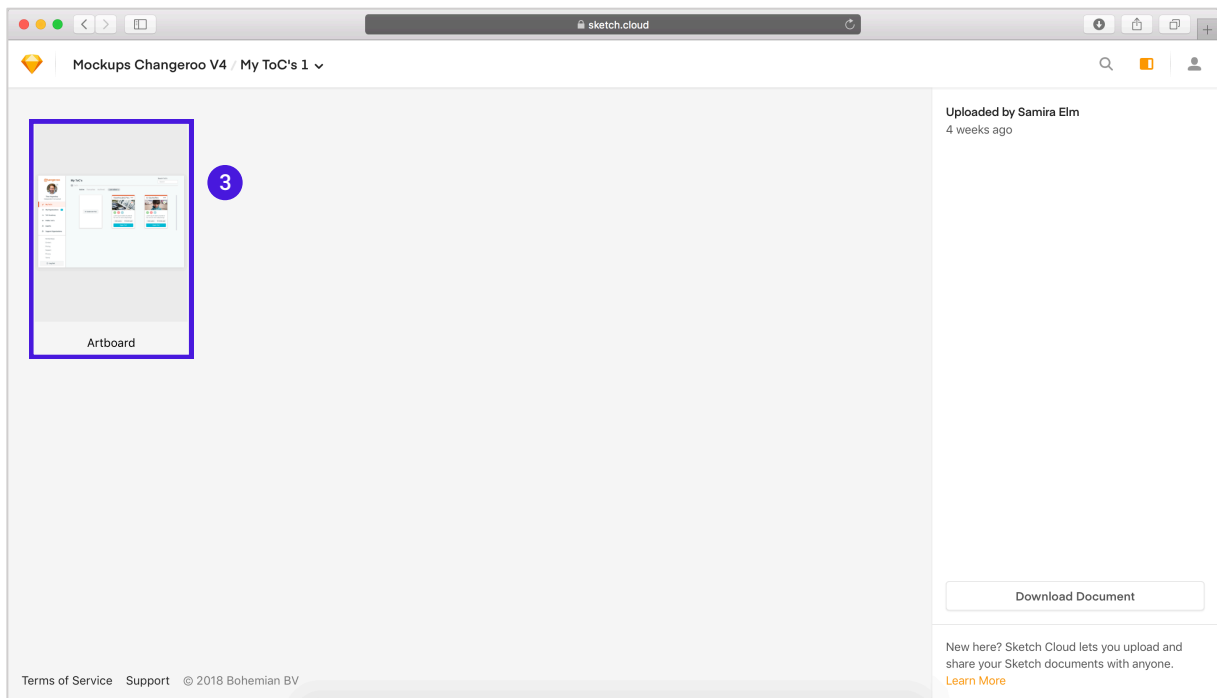 sketch.cloud
Mockups Changeroo V4 / My ToC's 1
Uploaded by Samira Elm
4 weeks ago
3
My ToC's
Artboard
Download Document
New here? Sketch Cloud lets you upload and
share your Sketch documents with anyone.
Learn More
Terms of Service Support © 2018 Bohemian BV